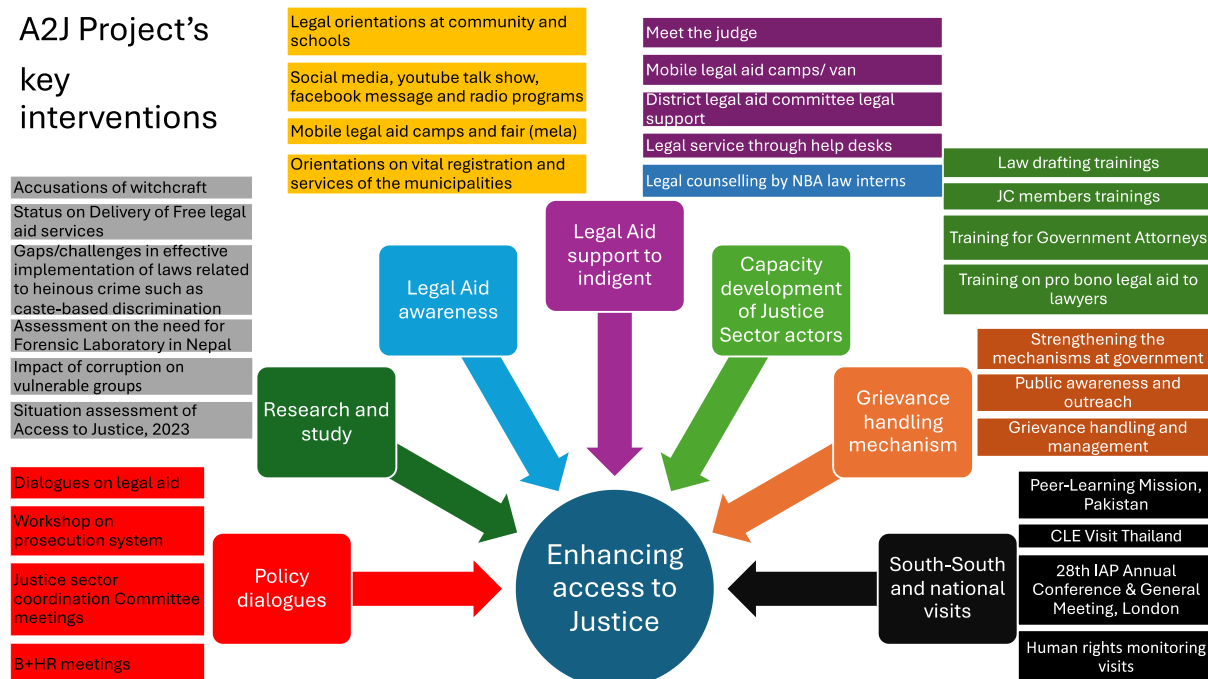 A2J Project's
key
interventions
Legal orientations at community and
schools
Social media, youtube talk show,
facebook message and radio programs
Mobile legal aid camps and fair (mela)
Orientations on vital registration and
services of the municipalities
Meet the judge
Mobile legal aid camps/ van
District legal aid committee legal
support
Legal service through help desks
Legal counselling by NBA law interns
Law drafting trainings
JC members trainings
Training for Government Attorneys
Training on pro bono legal aid to
lawyers
Accusations of witchcraft
Status on Delivery of Free legal
aid services
Gaps/challenges in effective
implementation of laws related
to heinous crime such as
caste-based discrimination
Assessment on the need for
Forensic Laboratory in Nepal
Impact of corruption on
vulnerable groups
Situation assessment of
Access to Justice, 2023
Legal Aid
awareness
Legal Aid
support to
indigent
Capacity
development
of Justice
Sector actors
Research and
study
Grievance
handling
mechanism
Strengthening the
mechanisms at government
Public awareness and
outreach
Grievance handling and
management
Dialogues on legal aid
Workshop on
prosecution system
Justice sector
coordination Committee
meetings
B+HR meetings
Policy
dialogues
Enhancing
access to
Justice
South-South
and national
visits
Peer-Learning Mission,
Pakistan
CLE Visit Thailand
28th IAP Annual
Conference & General
Meeting, London
Human rights monitoring
visits